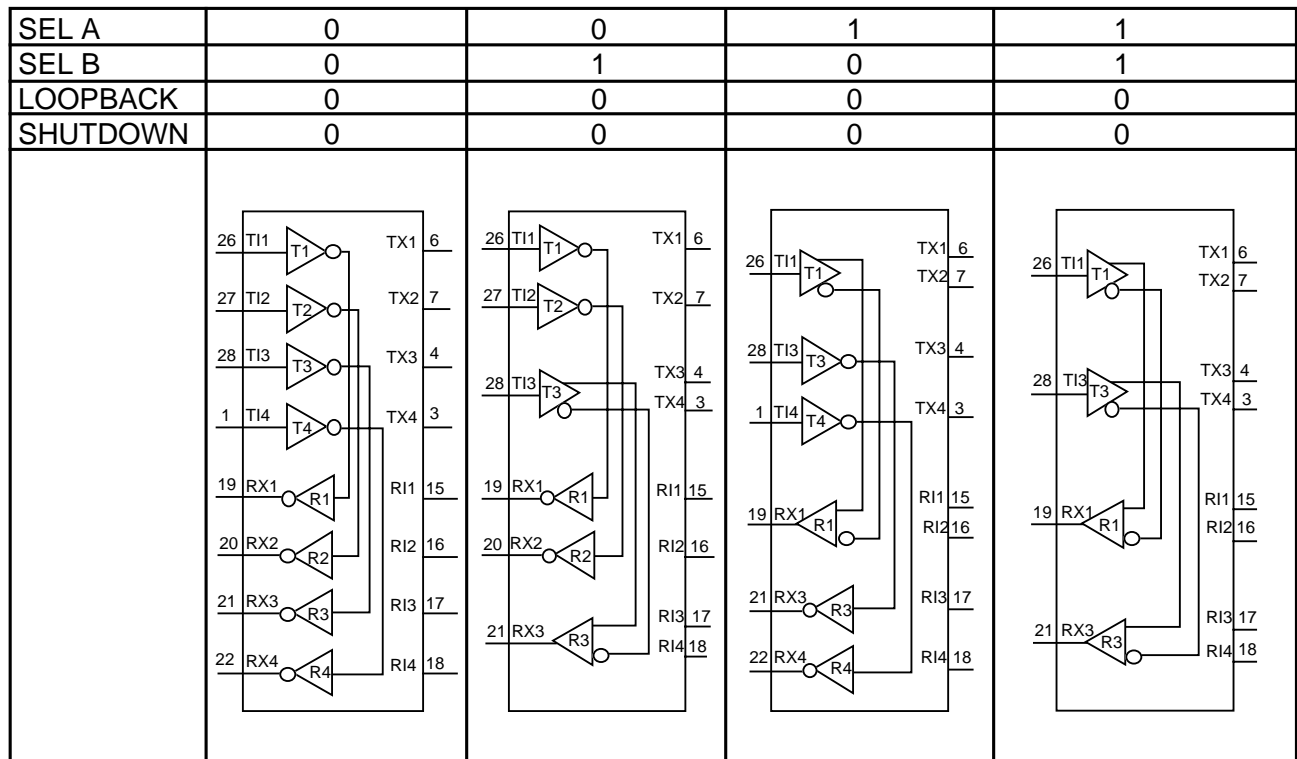 SEL A 0 0 1 1
SEL B 0 1 0 1
LOOPBACK 0 0 0 0
SHUTDOWN 0 0 0 0
26 TI1 T1 TX1 6
27 TI2 T2 TX2 7
28 TI3 T3 TX3 4
1 TI4 T4 TX4 3
19 RX1 R1 RI1 15
20 RX2 R2 RI2 16
21 RX3 R3 RI3 17
22 RX4 R4 RI4 18
26 TI1 T1 TX1 6
27 TI2 T2 TX2 7
28 TI3 T3 TX3 4
TX4 3
19 RX1 R1 RI1 15
20 RX2 R2 RI2 16
21 RX3 R3 RI3 17
RI4 18
26 TI1 T1 TX1 6
TX2 7
28 TI3 T3 TX3 4
1 TI4 T4 TX4 3
19 RX1 R1 RI1 15
RI2 16
21 RX3 R3 RI3 17
22 RX4 R4 RI4 18
26 TI1 T1 TX1 6
TX2 7
28 TI3 T3 TX3 4
TX4 3
19 RX1 R1 RI1 15
RI2 16
21 RX3 R3 RI3 17
RI4 18